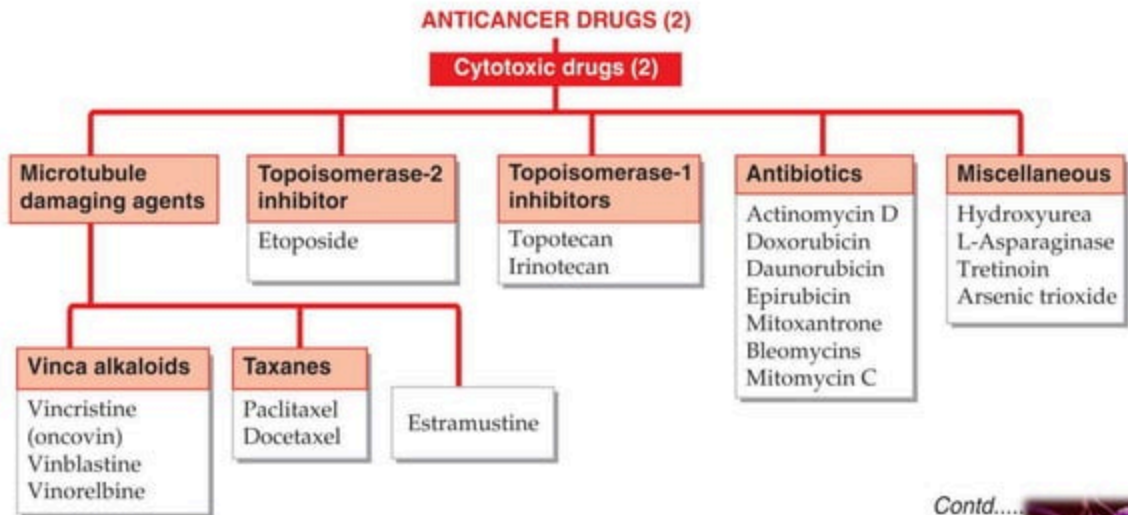 ANTICANCER DRUGS (2)
Cytotoxic drugs (2)
Microtubule
damaging agents
Topoisomerase-2
inhibitor
Etoposide
Topoisomerase-1
inhibitors
Topotecan
Irinotecan
Antibiotics
Actinomycin D
Doxorubicin
Daunorubicin
Epirubicin
Mitoxantrone
Bleomycins
Mitomycin C
Miscellaneous
Hydroxyurea
L-Asparaginase
Tretinoin
Arsenic trioxide
Vinca alkaloids
Vincristine
(oncovin)
Vinblastine
Vinorelbine
Taxanes
Paclitaxel
Docetaxel
Estramustine
Contd.....